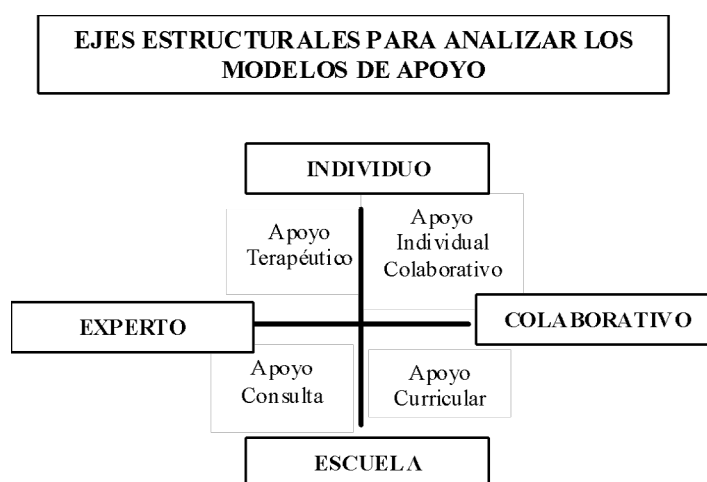 EJES ESTRUCTURALES PARA ANALIZAR LOS
MODELOS DE APOYO
INDIVIDUO
Apoyo
Terapéutico
Apoyo
Individual
Colaborativo
EXPERTO
COLABORATIVO
Apoyo
Consulta
Apoyo
Curricular
ESCUELA